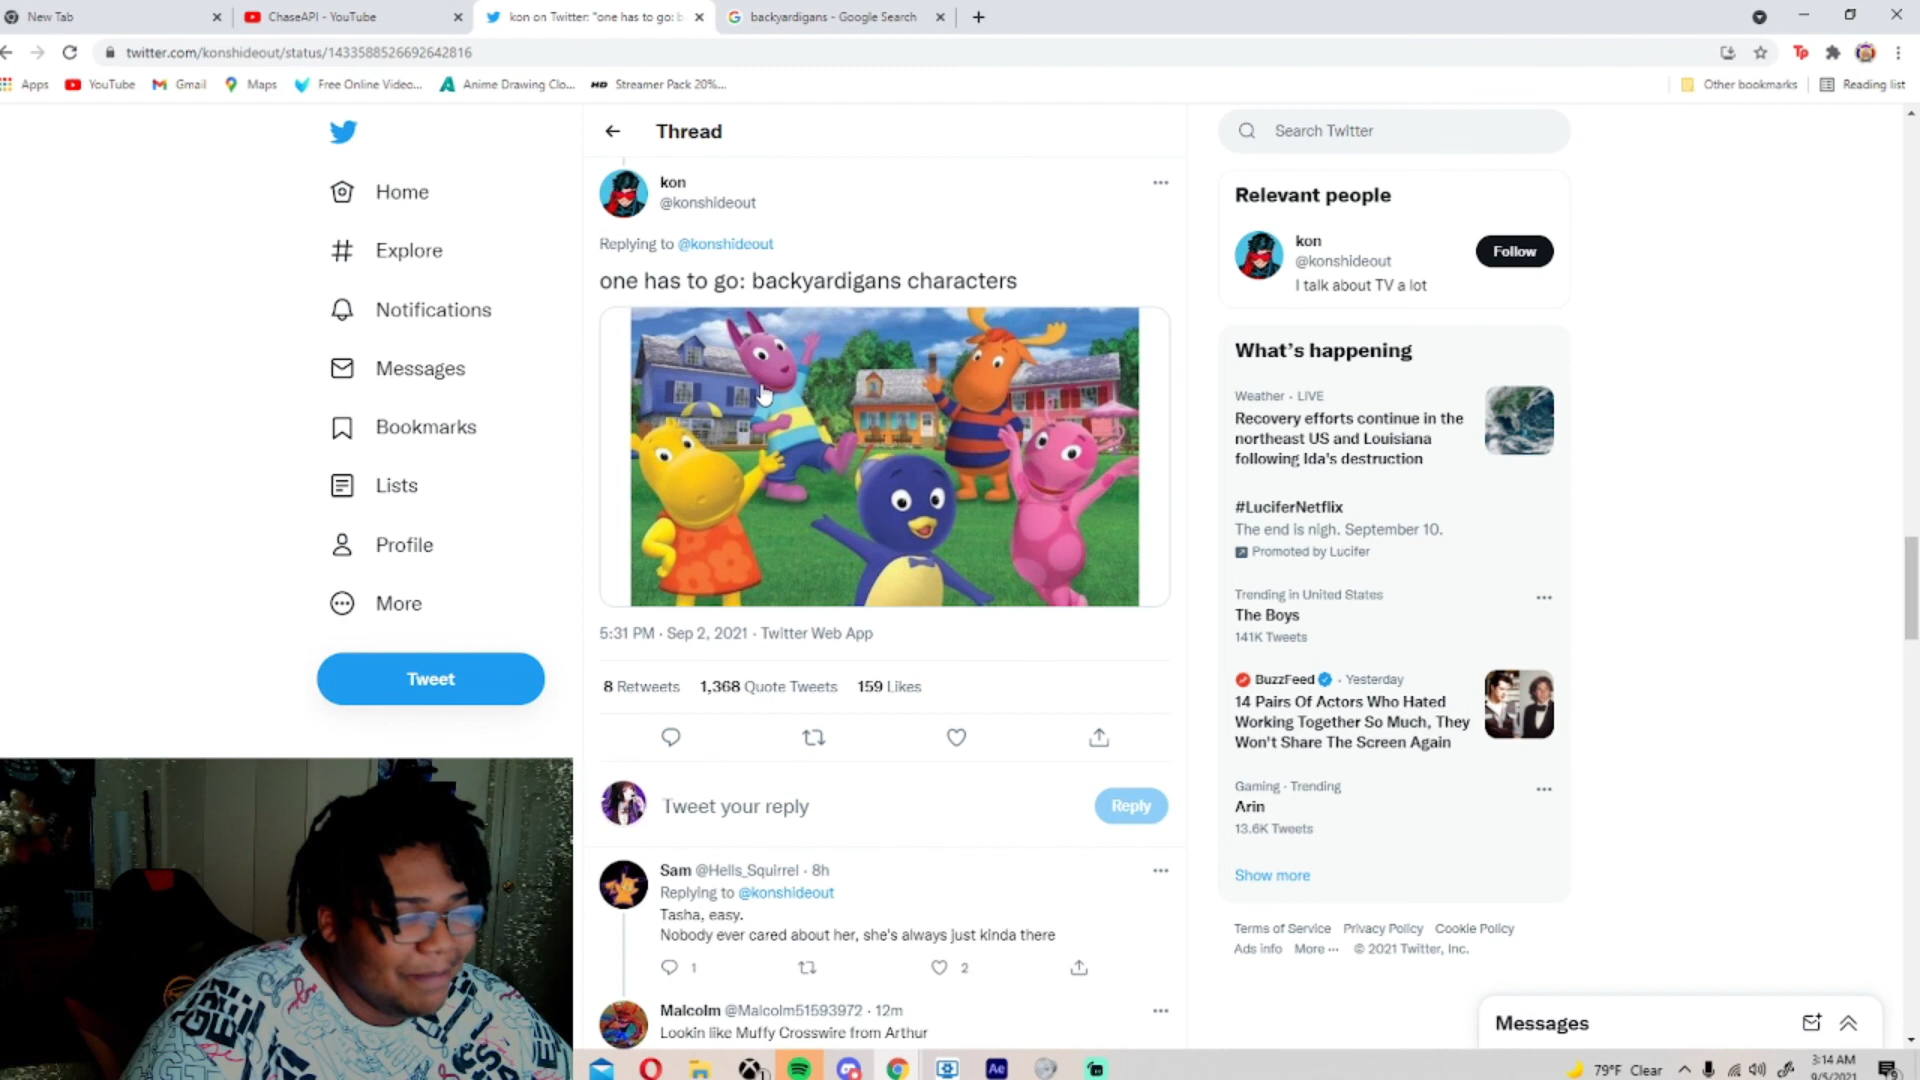 New Tab
ChaseAPI - YouTube
kon on Twitter: "one has to go: b
backyardigans - Google Search
twitter.com/konshideout/status/1433588526692642816
Apps
YouTube
Gmail
Maps
Free Online Video...
Anime Drawing Clo...
HD Streamer Pack 20%...
Other bookmarks
Reading list
Home
Explore
Notifications
Messages
Bookmarks
Lists
Profile
More
Tweet
Thread
kon
@konshideout
Replying to @konshideout
one has to go: backyardigans characters
5:31 PM · Sep 2, 2021 · Twitter Web App
8 Retweets 1,368 Quote Tweets 159 Likes
Tweet your reply
Reply
Sam @Hells_Squirrel · 8h
Replying to @konshideout
Tasha, easy.
Nobody ever cared about her, she's always just kinda there
1
2
Malcolm @Malcolm51593972 · 12m
Lookin like Muffy Crosswire from Arthur
Search Twitter
Relevant people
kon
@konshideout
I talk about TV a lot
Follow
What's happening
Weather · LIVE
Recovery efforts continue in the
northeast US and Louisiana
following Ida's destruction
#LuciferNetflix
The end is nigh. September 10.
Promoted by Lucifer
Trending in United States
The Boys
141K Tweets
BuzzFeed · Yesterday
14 Pairs Of Actors Who Hated
Working Together So Much, They
Won't Share The Screen Again
Gaming · Trending
Arin
13.6K Tweets
Show more
Terms of Service Privacy Policy Cookie Policy
Ads info More ··· © 2021 Twitter, Inc.
Messages
Ae
79°F Clear
3:14 AM
9/5/2021